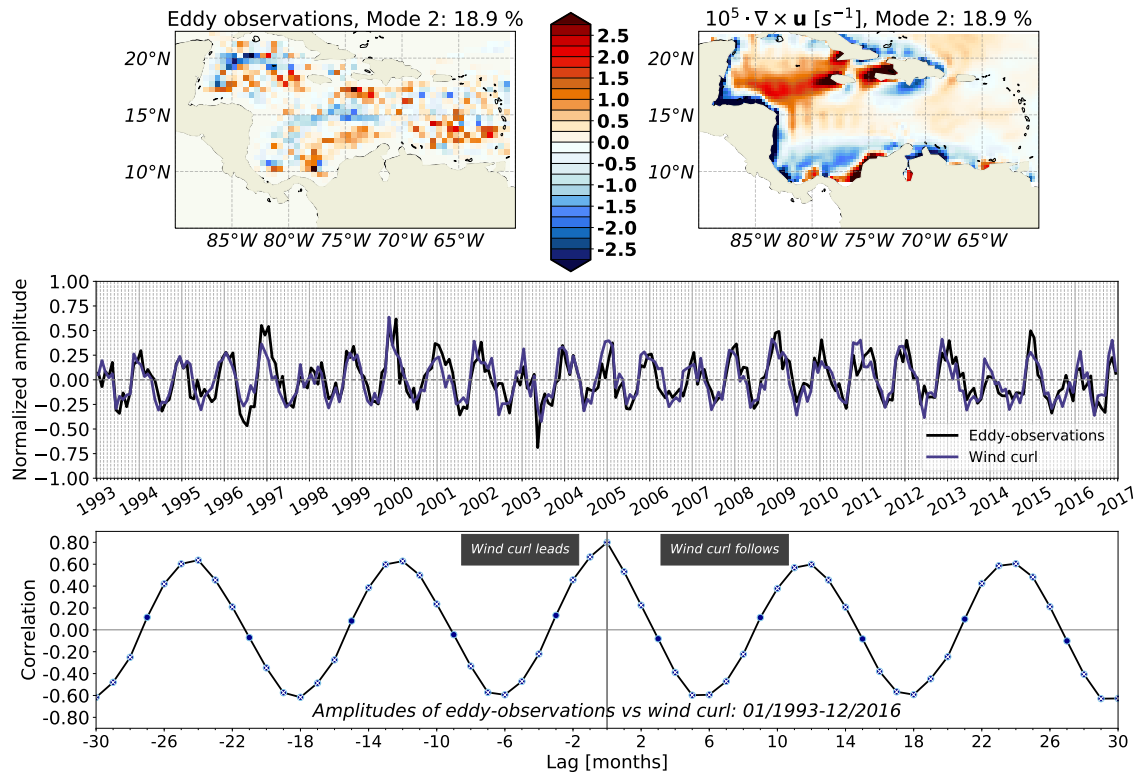 Eddy observations, Mode 2: 18.9 %
10⁵ · ∇ × u [s⁻¹], Mode 2: 18.9 %
20°N
15°N
10°N
85°W 80°W 75°W 70°W 65°W
2.5
2.0
1.5
1.0
0.5
0.0
-0.5
-1.0
-1.5
-2.0
-2.5
20°N
15°N
10°N
85°W 80°W 75°W 70°W 65°W
Normalized amplitude
1.00
0.75
0.50
0.25
0.00
−0.25
−0.50
−0.75
−1.00
Eddy-observations
Wind curl
1993 1994 1995 1996 1997 1998 1999 2000 2001 2002 2003 2004 2005 2006 2007 2008 2009 2010 2011 2012 2013 2014 2015 2016 2017
Correlation
0.80
0.60
0.40
0.20
0.00
-0.20
-0.40
-0.60
-0.80
Wind curl leads
Wind curl follows
Amplitudes of eddy-observations vs wind curl: 01/1993-12/2016
-30 -26 -22 -18 -14 -10 -6 -2 2 6 10 14 18 22 26 30
Lag [months]